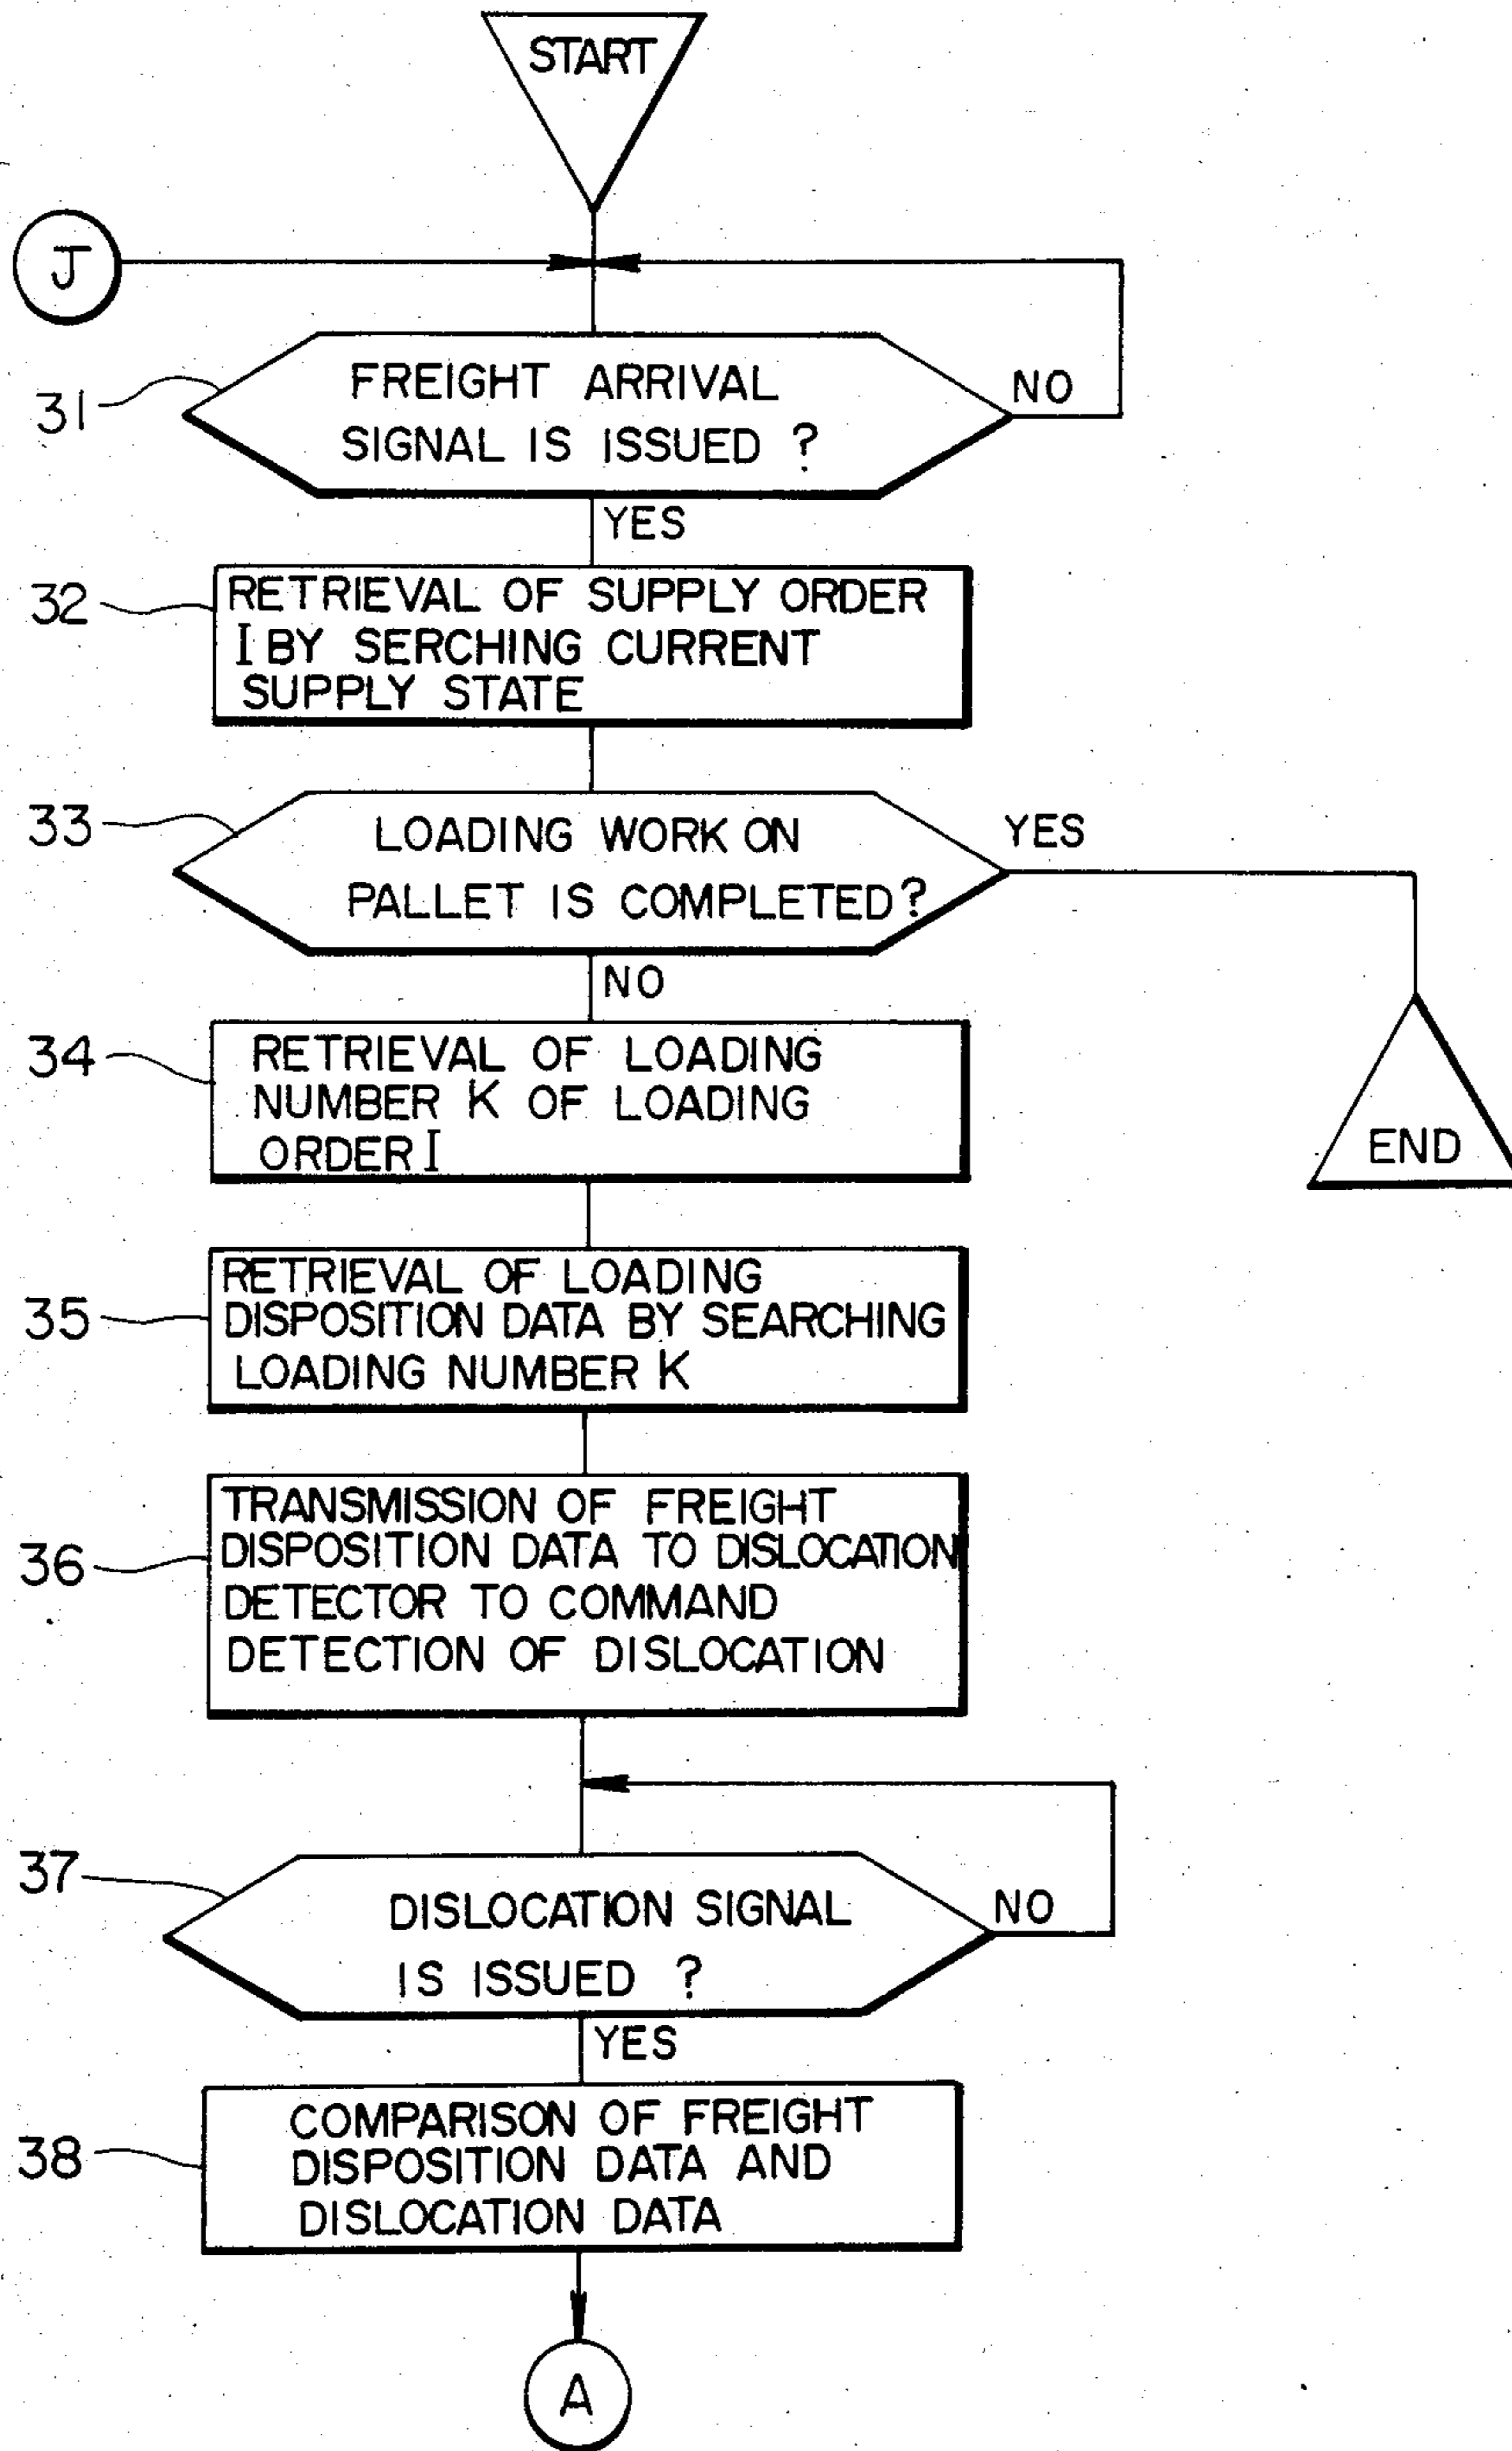 START
J
31
FREIGHT ARRIVAL
SIGNAL IS ISSUED ?
NO
YES
32
RETRIEVAL OF SUPPLY ORDER
I BY SERCHING CURRENT
SUPPLY STATE
33
LOADING WORK ON
PALLET IS COMPLETED?
YES
NO
34
RETRIEVAL OF LOADING
NUMBER K OF LOADING
ORDER I
END
35
RETRIEVAL OF LOADING
DISPOSITION DATA BY SEARCHING
LOADING NUMBER K
36
TRANSMISSION OF FREIGHT
DISPOSITION DATA TO DISLOCATION
DETECTOR TO COMMAND
DETECTION OF DISLOCATION
37
DISLOCATION SIGNAL
IS ISSUED ?
NO
YES
38
COMPARISON OF FREIGHT
DISPOSITION DATA AND
DISLOCATION DATA
A